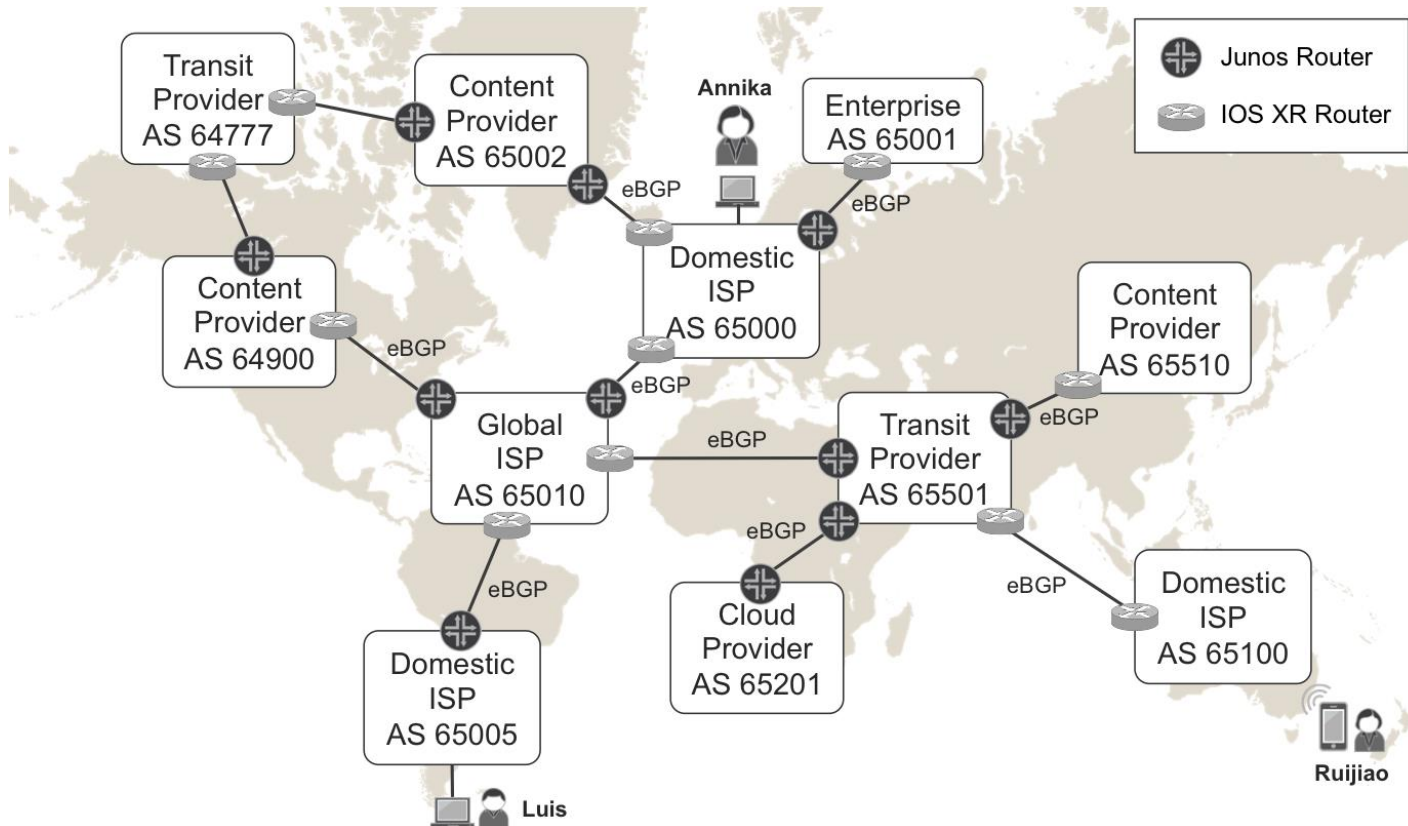 Transit
Provider
AS 64777
Content
Provider
AS 65002
Annika
Enterprise
AS 65001
Junos Router
IOS XR Router
eBGP
eBGP
Domestic
ISP
AS 65000
Content
Provider
AS 64900
eBGP
eBGP
Content
Provider
AS 65510
eBGP
Global
ISP
AS 65010
eBGP
Transit
Provider
AS 65501
eBGP
eBGP
eBGP
Domestic
ISP
AS 65005
Cloud
Provider
AS 65201
Domestic
ISP
AS 65100
Luis
Ruijiao